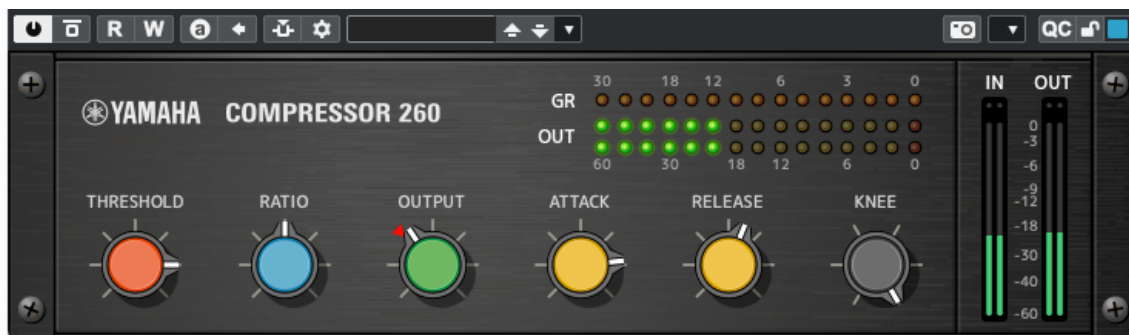 R W a QC
30 18 12 6 3 0
IN OUT
GR
YAMAHA COMPRESSOR 260
OUT
60 30 18 12 6 0
THRESHOLD RATIO OUTPUT ATTACK RELEASE KNEE
0
-3
-6
-9
-12
-18
-30
-40
-60